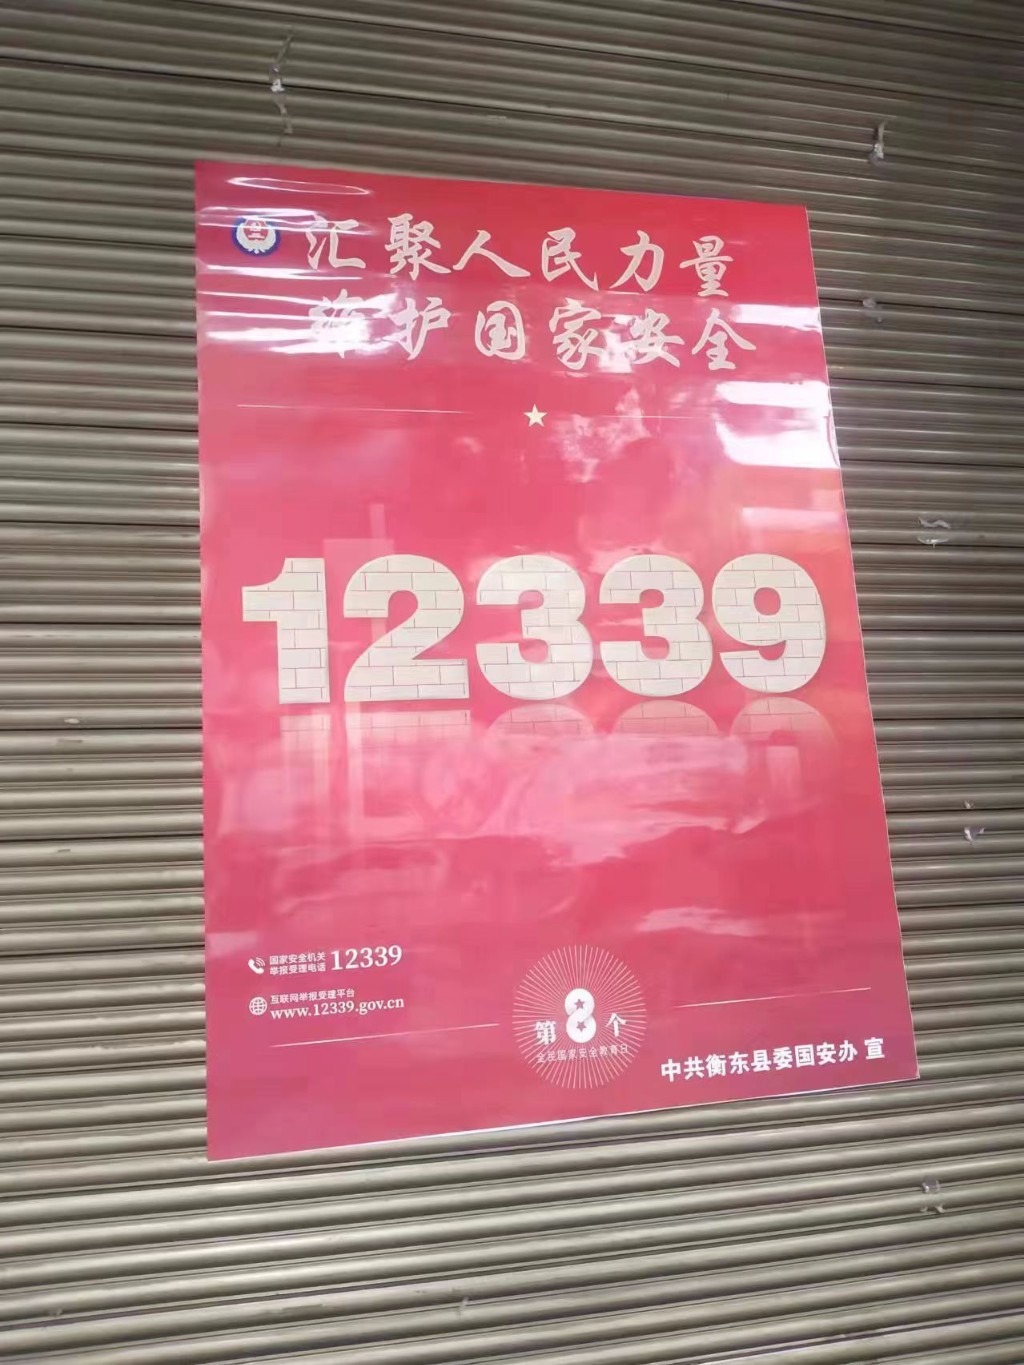 汇聚人民力量
海护国家安全
12339
国家安全机关
举报受理电话 12339
互联网举报受理平台
www.12339.gov.cn
第8个
全民国家安全教育日
中共衡东县委国安办 宣